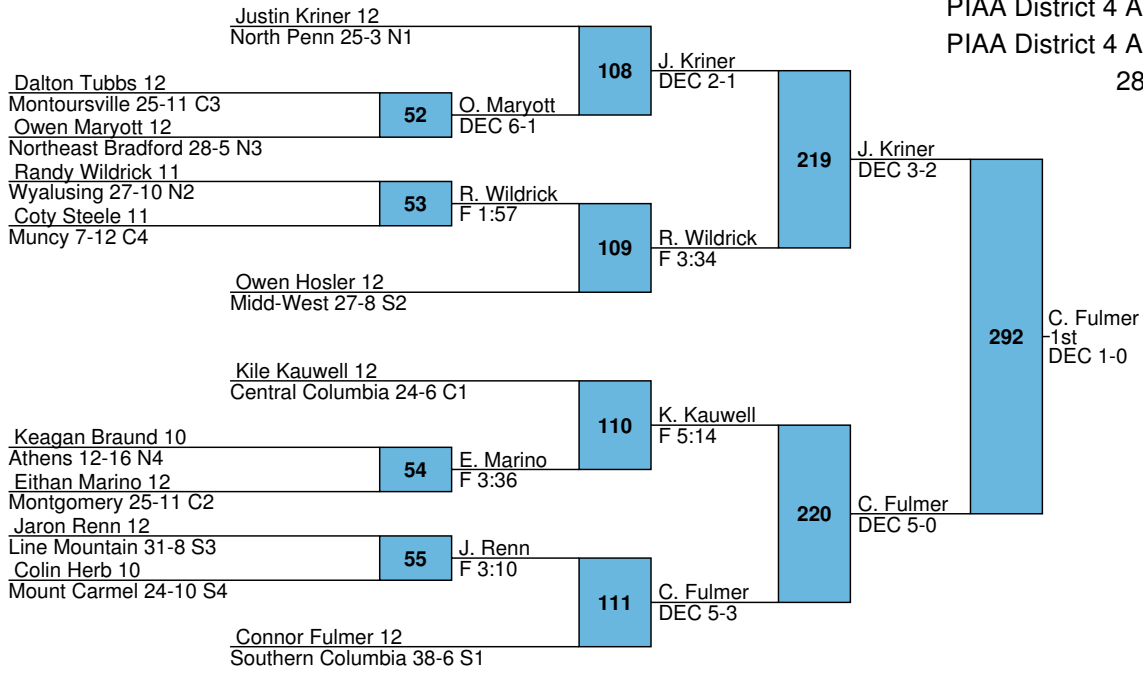 PIAA District 4 A
PIAA District 4 A
28
Justin Kriner 12
North Penn 25-3 N1
108
J. Kriner
DEC 2-1
Dalton Tubbs 12
Montoursville 25-11 C3
52
O. Maryott
DEC 6-1
Owen Maryott 12
Northeast Bradford 28-5 N3
219
J. Kriner
DEC 3-2
Randy Wildrick 11
Wyalusing 27-10 N2
53
R. Wildrick
F 1:57
Coty Steele 11
Muncy 7-12 C4
109
R. Wildrick
F 3:34
Owen Hosler 12
Midd-West 27-8 S2
292
C. Fulmer
1st
DEC 1-0
Kile Kauwell 12
Central Columbia 24-6 C1
110
K. Kauwell
F 5:14
Keagan Braund 10
Athens 12-16 N4
54
E. Marino
F 3:36
Eithan Marino 12
Montgomery 25-11 C2
220
C. Fulmer
DEC 5-0
Jaron Renn 12
Line Mountain 31-8 S3
55
J. Renn
F 3:10
Colin Herb 10
Mount Carmel 24-10 S4
111
C. Fulmer
DEC 5-3
Connor Fulmer 12
Southern Columbia 38-6 S1